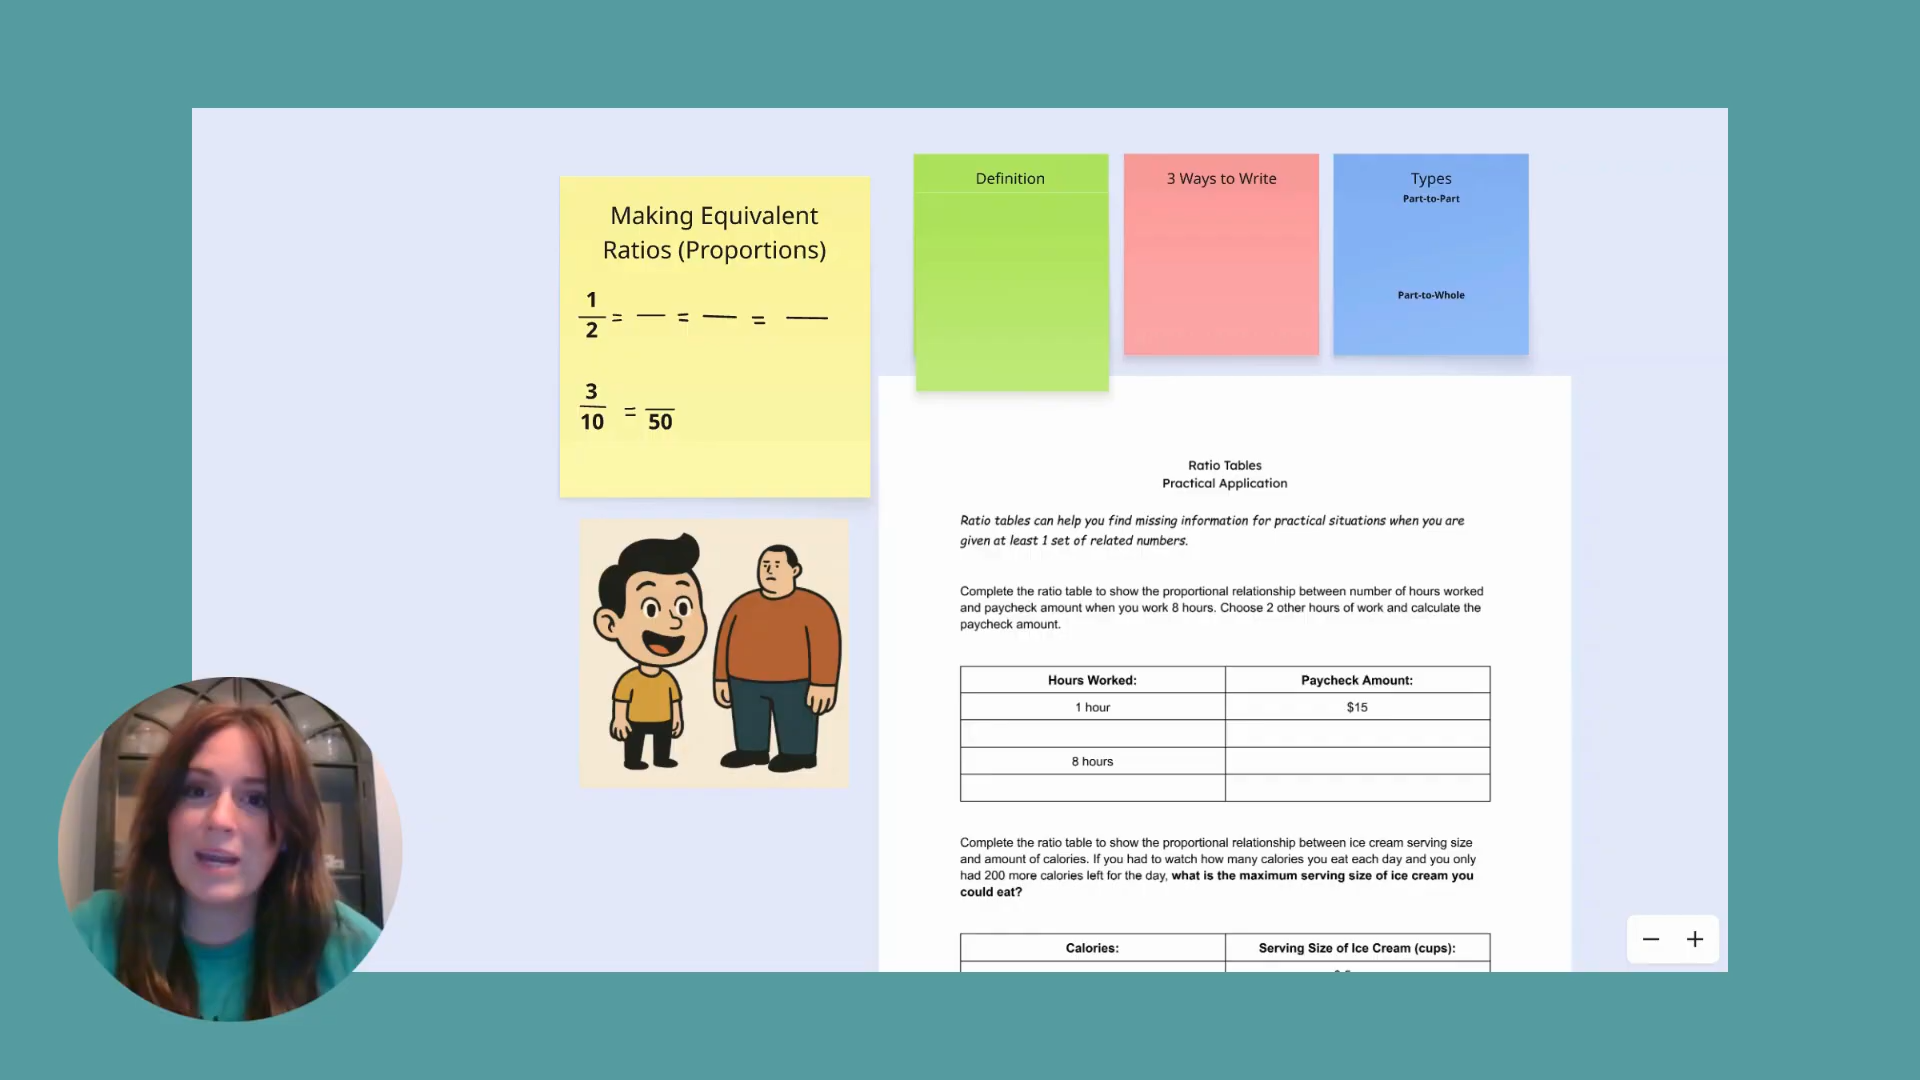 Making Equivalent
Ratios (Proportions)
1
2
= — = — = —
3
10
= —
50
Definition
3 Ways to Write
Types
Part-to-Part
Part-to-Whole
Ratio Tables
Practical Application
Ratio tables can help you find missing information for practical situations when you are
given at least 1 set of related numbers.
Complete the ratio table to show the proportional relationship between number of hours worked
and paycheck amount when you work 8 hours. Choose 2 other hours of work and calculate the
paycheck amount.
Hours Worked: Paycheck Amount:
1 hour $15
8 hours
Complete the ratio table to show the proportional relationship between ice cream serving size
and amount of calories. If you had to watch how many calories you eat each day and you only
had 200 more calories left for the day, what is the maximum serving size of ice cream you
could eat?
Calories: Serving Size of Ice Cream (cups):